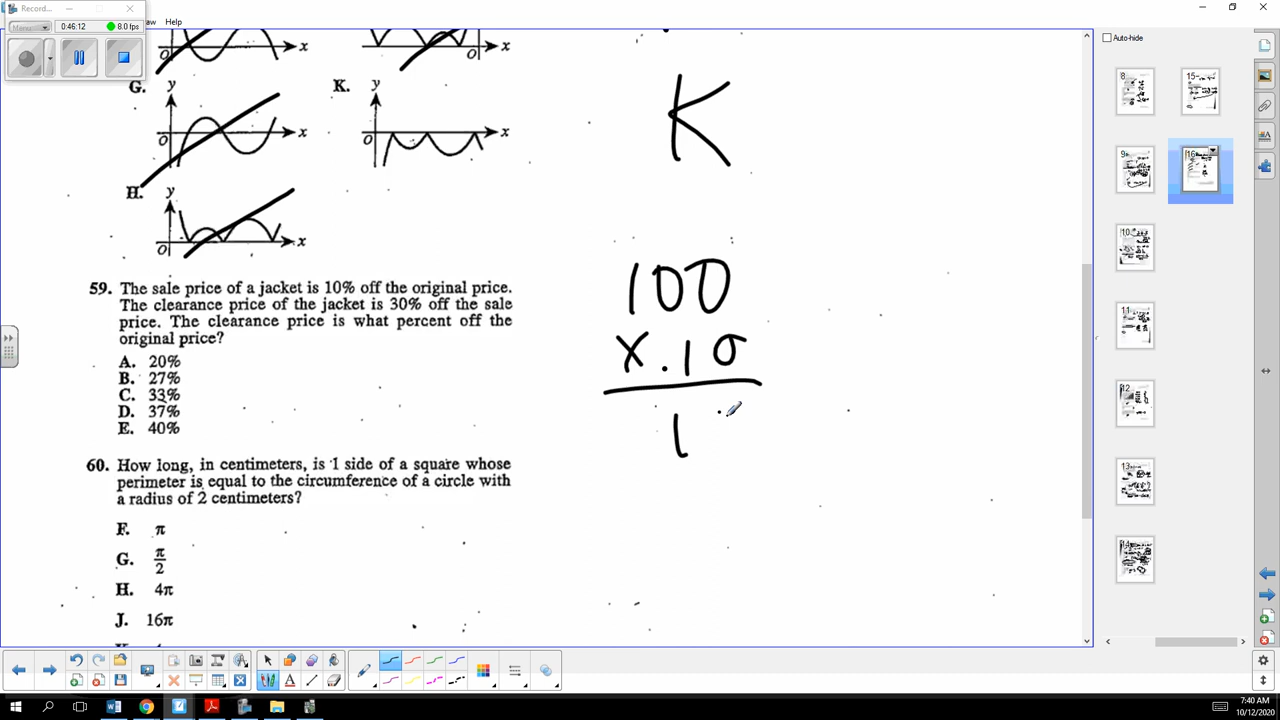 Record...
Menu
0:46:12
8.0 fps
aw Help
Auto-hide
O x
O x
G. y
O x
K. y
O x
H. y
O x
K
59. The sale price of a jacket is 10% off the original price.
The clearance price of the jacket is 30% off the sale
price. The clearance price is what percent off the
original price?
A. 20%
B. 27%
C. 33%
D. 37%
E. 40%
100
x .10
1
60. How long, in centimeters, is 1 side of a square whose
perimeter is equal to the circumference of a circle with
a radius of 2 centimeters?
F. π
G. π/2
H. 4π
J. 16π
8
15
9
16
10
11
12
13
14
7:40 AM
10/12/2020